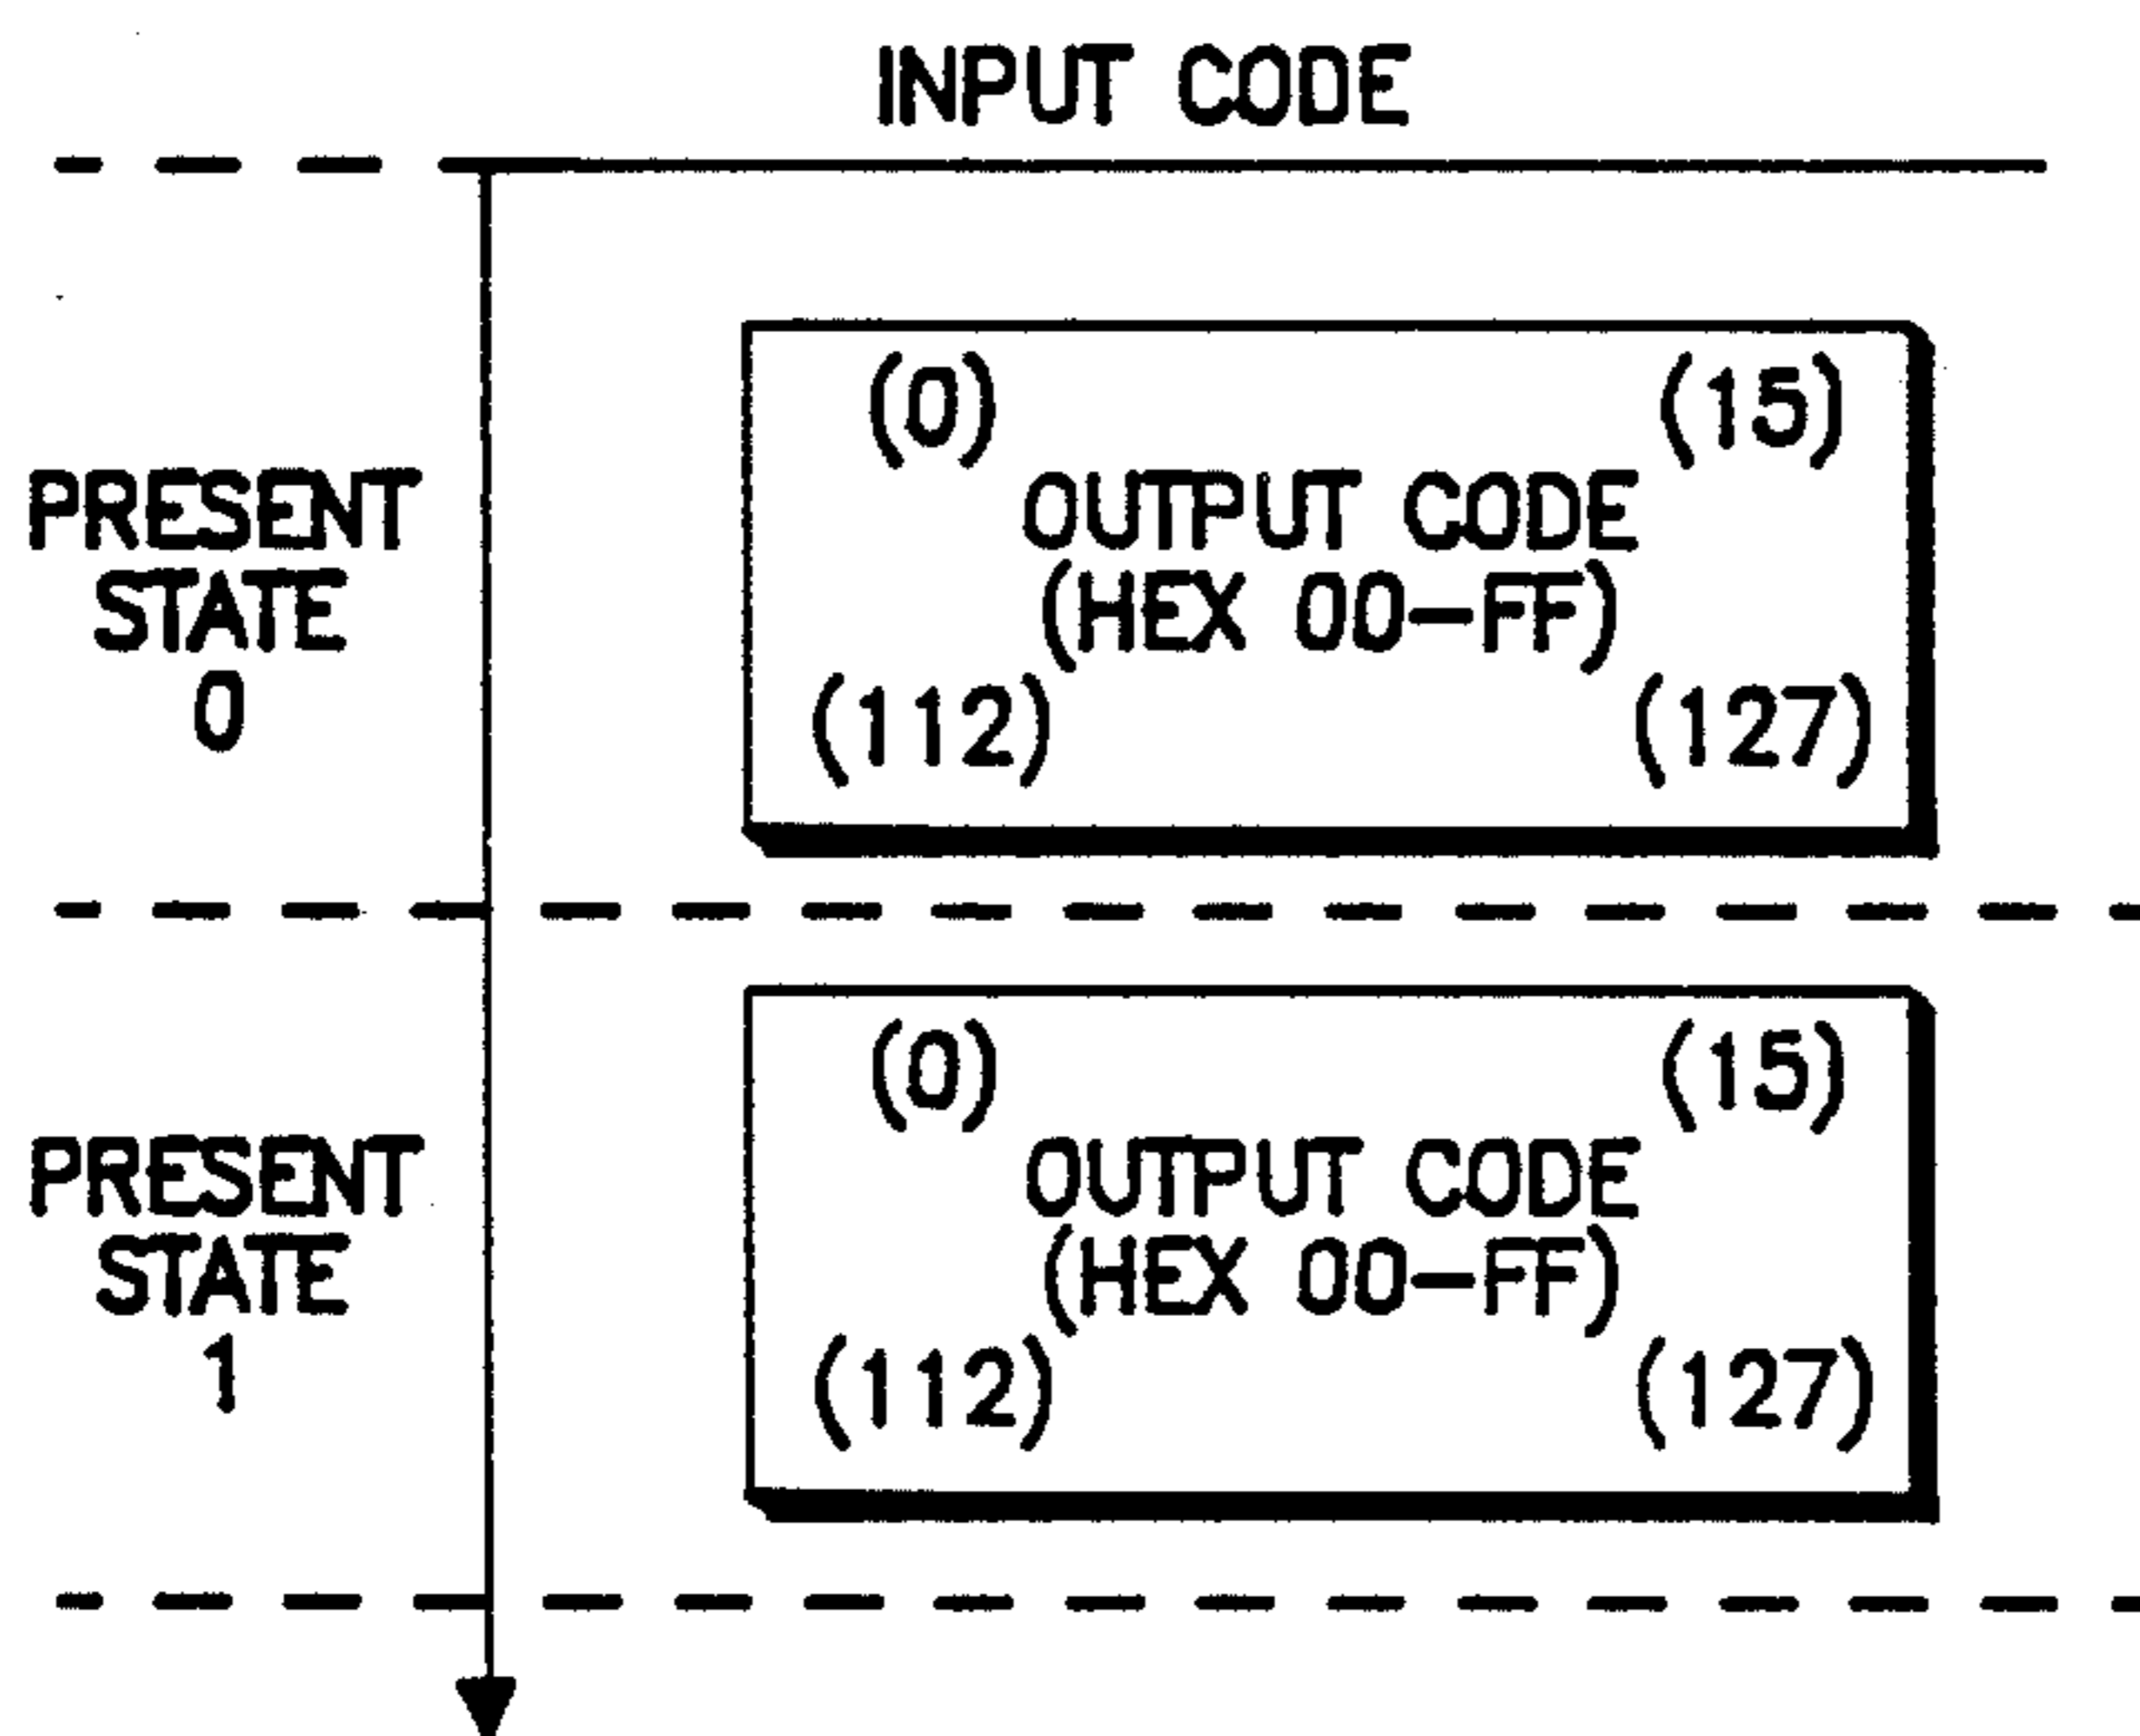 INPUT CODE
(0) (15)
PRESENT OUTPUT CODE
STATE (HEX 00-FF)
0 (112) (127)
(0) (15)
PRESENT OUTPUT CODE
STATE (HEX 00-FF)
1 (112) (127)